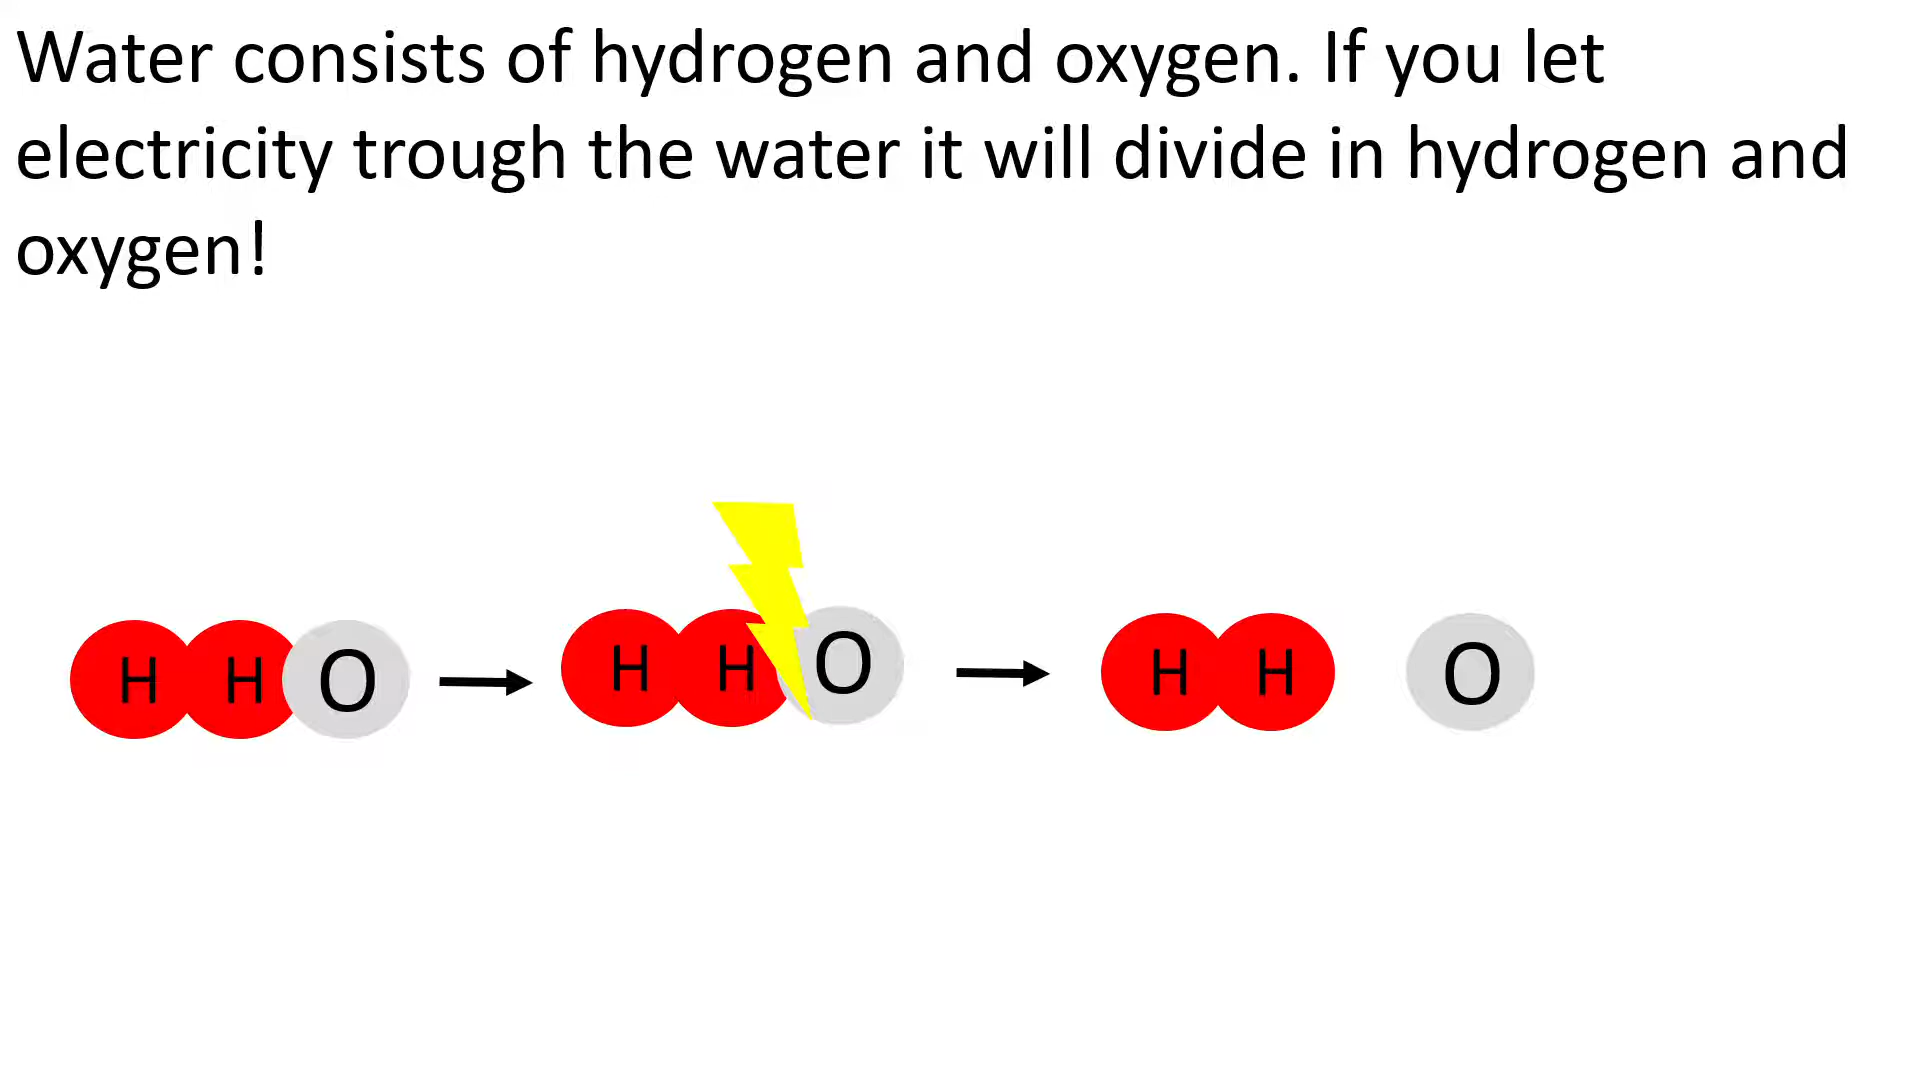 Water consists of hydrogen and oxygen. If you let
electricity trough the water it will divide in hydrogen and
oxygen!
H H O H H O H H O